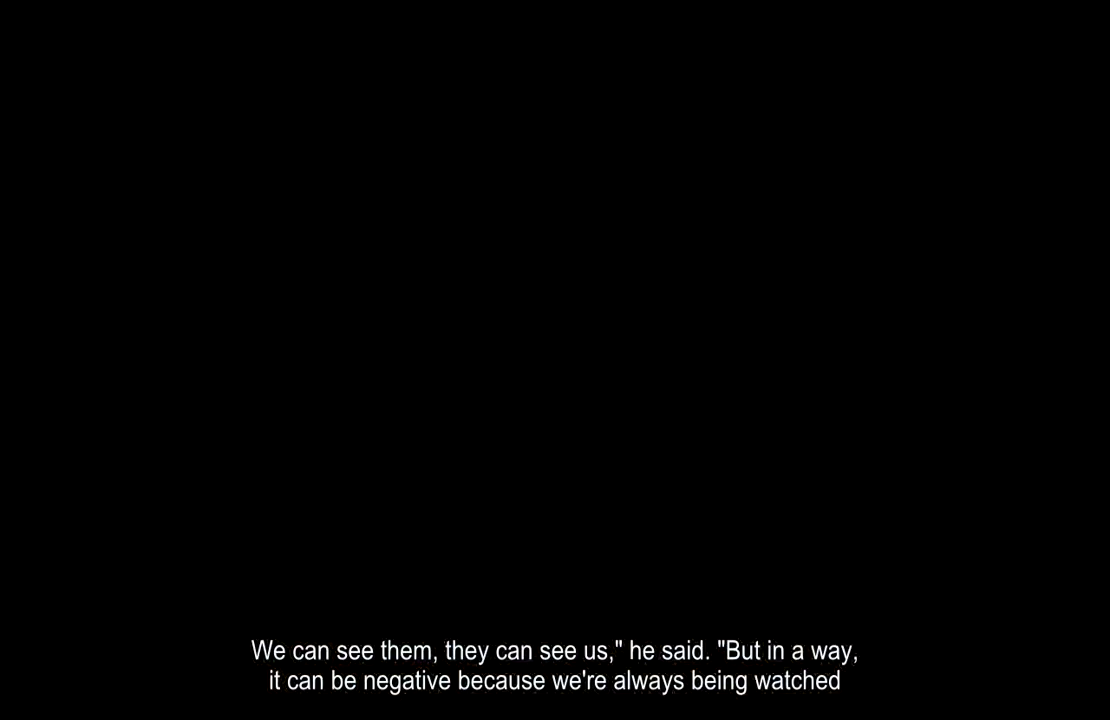 We can see them, they can see us," he said. "But in a way,
it can be negative because we're always being watched